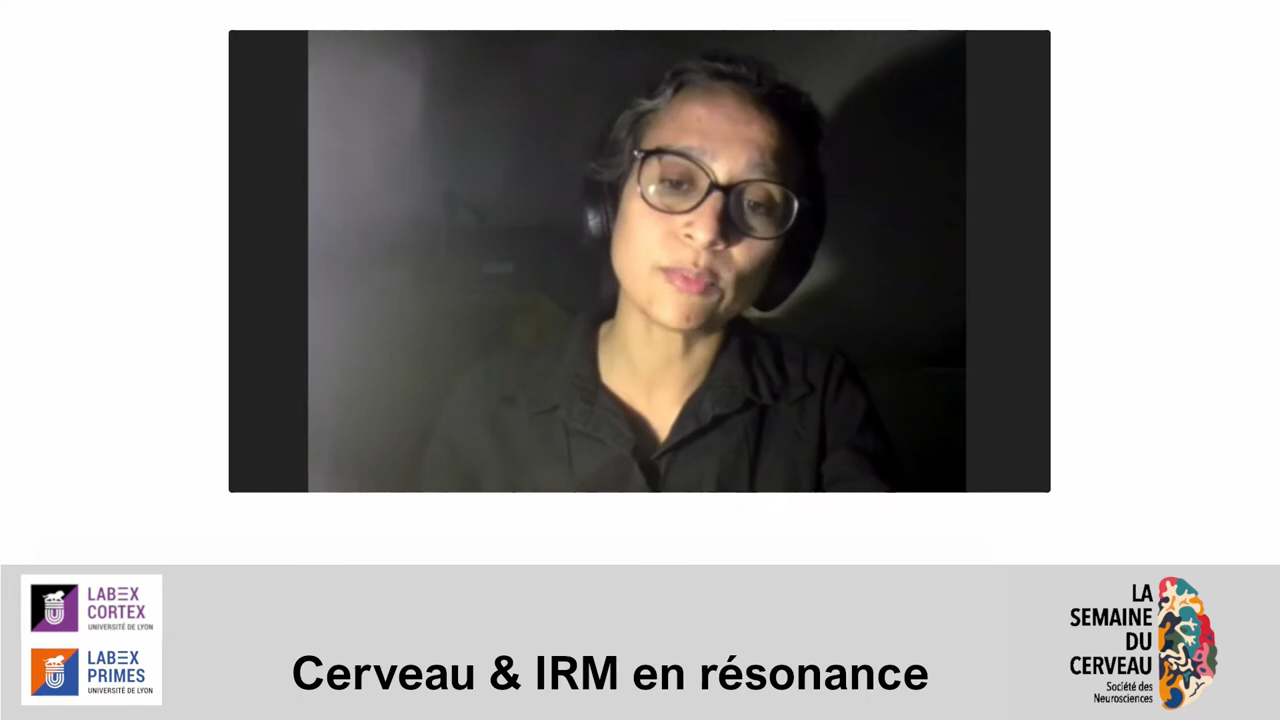 LABEX
CORTEX
UNIVERSITÉ DE LYON
LABEX
PRIMES
UNIVERSITÉ DE LYON
Cerveau & IRM en résonance
LA
SEMAINE
DU
CERVEAU
Société des
Neurosciences